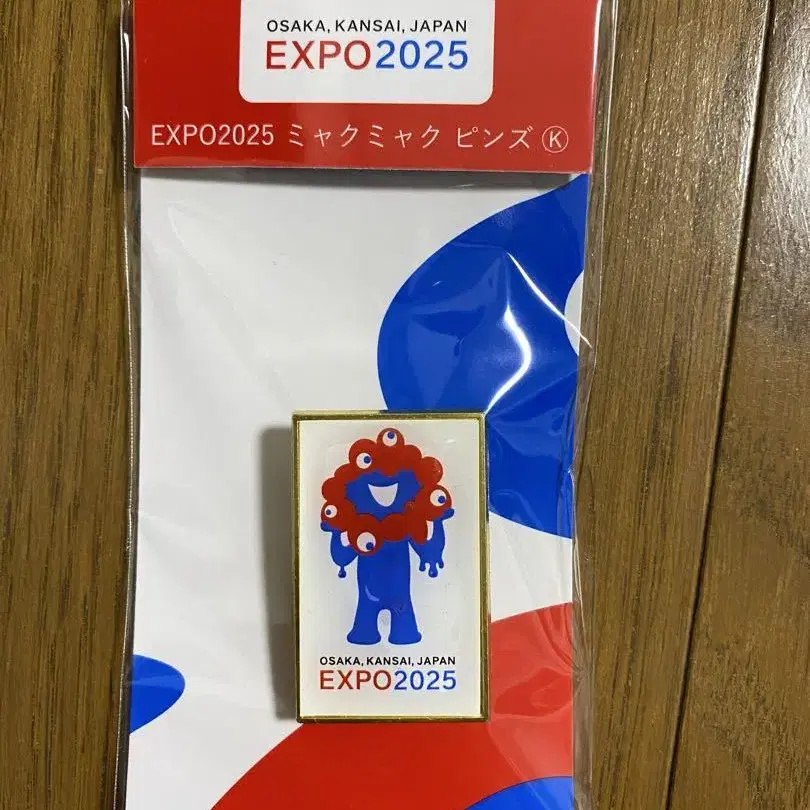 OSAKA, KANSAI, JAPAN
EXPO2025
EXPO2025 ミャクミャク ピンズ Ⓚ
OSAKA, KANSAI, JAPAN
EXPO2025